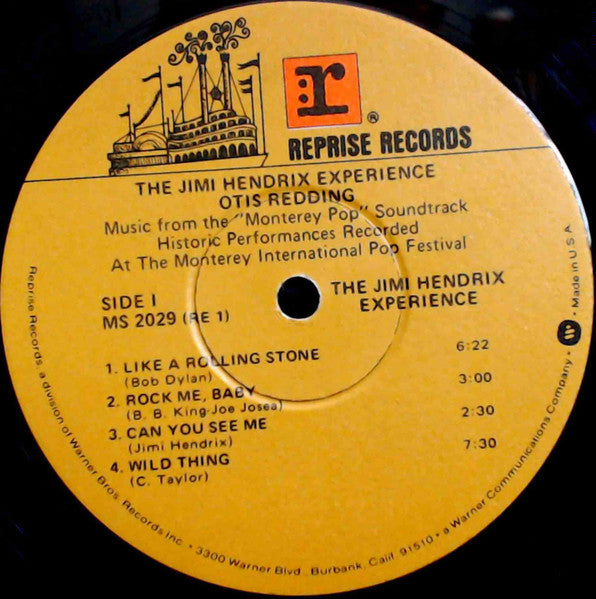 :r
®
REPRISE RECORDS
THE JIMI HENDRIX EXPERIENCE
OTIS REDDING
Music from the "Monterey Pop" Soundtrack
Historic Performances Recorded
At The Monterey International Pop Festival
SIDE I
MS 2029 (RE 1)
THE JIMI HENDRIX
EXPERIENCE
1. LIKE A ROLLING STONE 6:22
(Bob Dylan)
2. ROCK ME, BABY 3:00
(B. B. King-Joe Josea)
3. CAN YOU SEE ME 2:30
(Jimi Hendrix)
4. WILD THING 7:30
(C. Taylor)
Reprise Records, a division of Warner Bros. Records Inc. • 3300 Warner Blvd., Burbank, Calif. 91510 • a Warner Communications Company • W • Made in U.S.A.